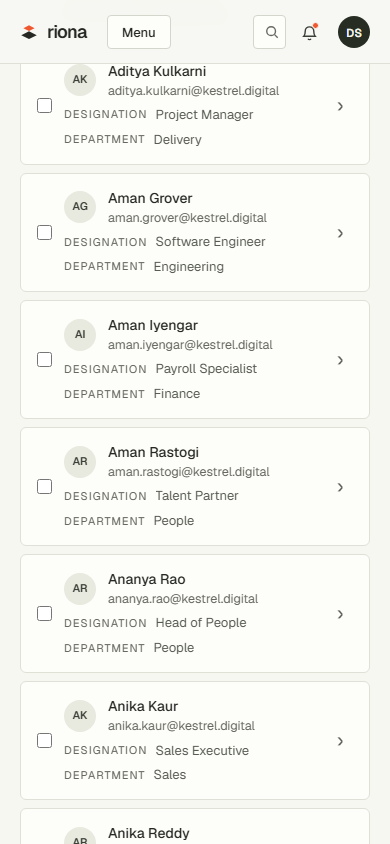 riona
Menu
DS
AK
Aditya Kulkarni
aditya.kulkarni@kestrel.digital
DESIGNATION Project Manager
DEPARTMENT Delivery
AG
Aman Grover
aman.grover@kestrel.digital
DESIGNATION Software Engineer
DEPARTMENT Engineering
AI
Aman Iyengar
aman.iyengar@kestrel.digital
DESIGNATION Payroll Specialist
DEPARTMENT Finance
AR
Aman Rastogi
aman.rastogi@kestrel.digital
DESIGNATION Talent Partner
DEPARTMENT People
AR
Ananya Rao
ananya.rao@kestrel.digital
DESIGNATION Head of People
DEPARTMENT People
AK
Anika Kaur
anika.kaur@kestrel.digital
DESIGNATION Sales Executive
DEPARTMENT Sales
AR
Anika Reddy